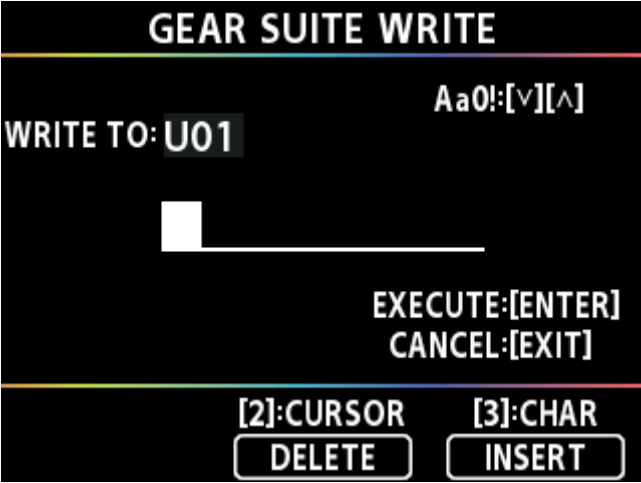 GEAR SUITE WRITE
Aa0!:[∨][∧]
WRITE TO: U01
EXECUTE:[ENTER]
CANCEL:[EXIT]
[2]:CURSOR [3]:CHAR
DELETE INSERT